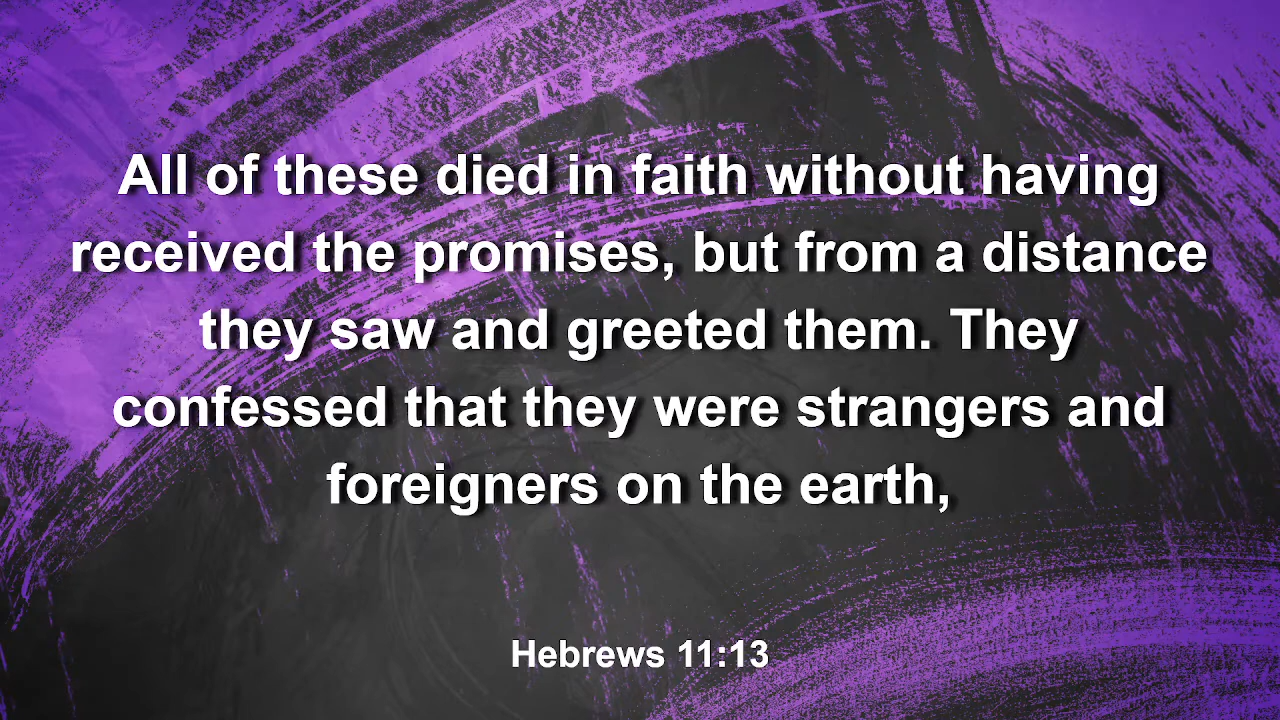 All of these died in faith without having
received the promises, but from a distance
they saw and greeted them. They
confessed that they were strangers and
foreigners on the earth,
Hebrews 11:13